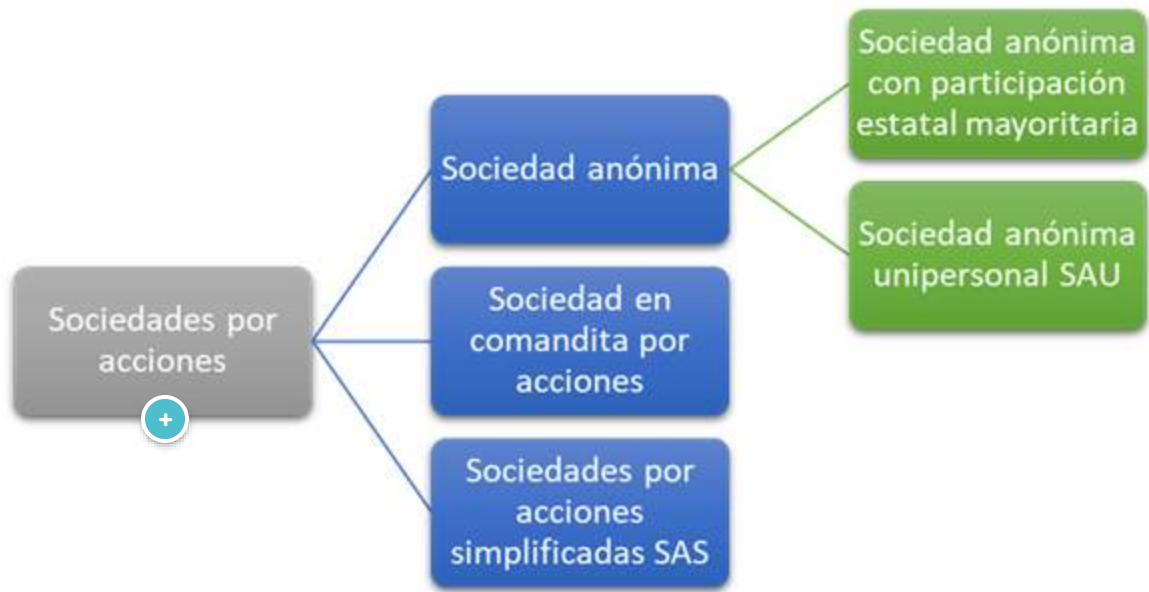 Sociedades por
acciones
+
Sociedad anónima
Sociedad anónima
con participación
estatal mayoritaria
Sociedad anónima
unipersonal SAU
Sociedad en
comandita por
acciones
Sociedades por
acciones
simplificadas SAS